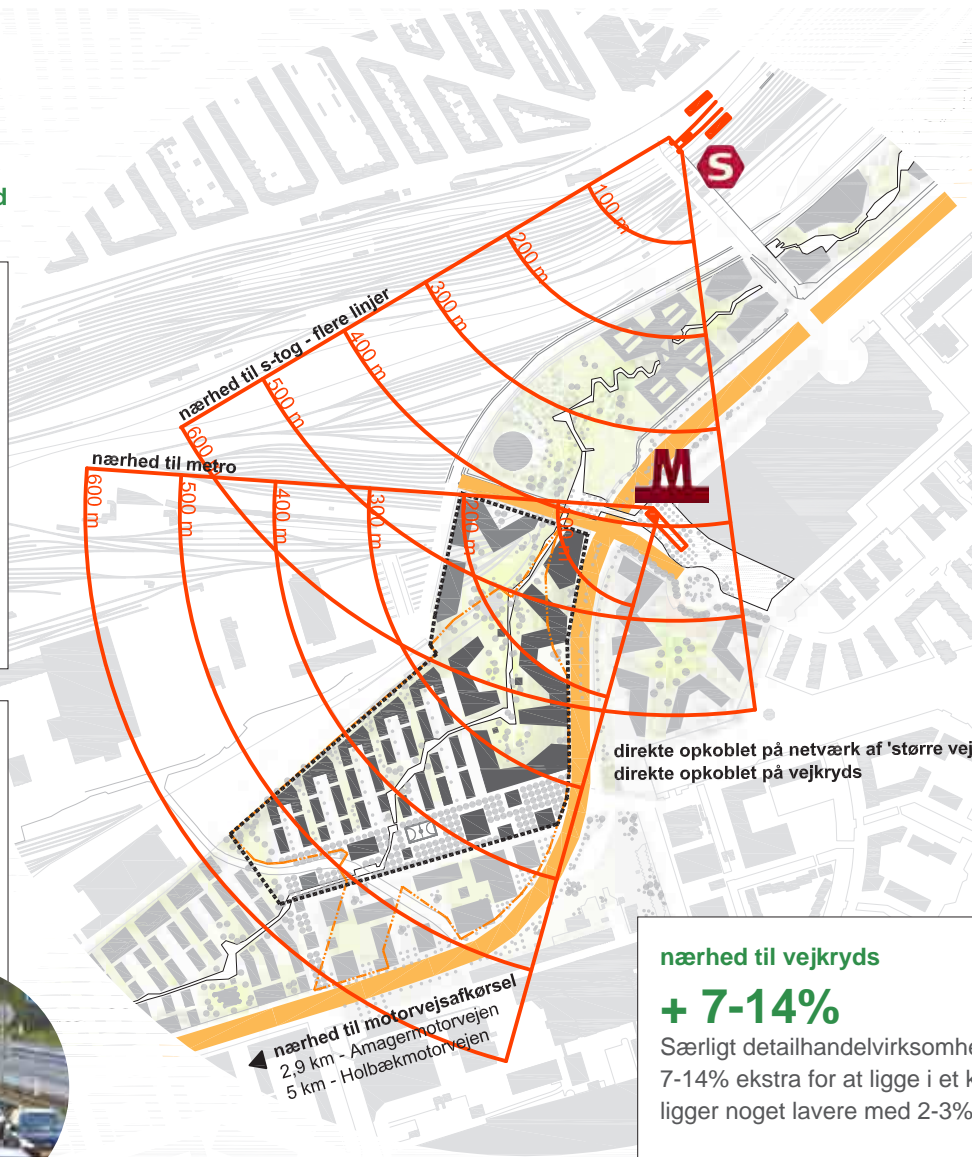 d
S
100 m
200 m
300 m
400 m
500 m
600 m
nærhed til s-tog - flere linjer
nærhed til metro
M
600 m
500 m
400 m
300 m
200 m
direkte opkoblet på netværk af 'større vej
direkte opkoblet på vejkryds
nærhed til motorvejsafkørsel
2,9 km - Amagermotorvejen
5 km - Holbækmotorvejen
nærhed til vejkryds
+ 7-14%
Særligt detailhandelvirksomhe
7-14% ekstra for at ligge i et k
ligger noget lavere med 2-3%